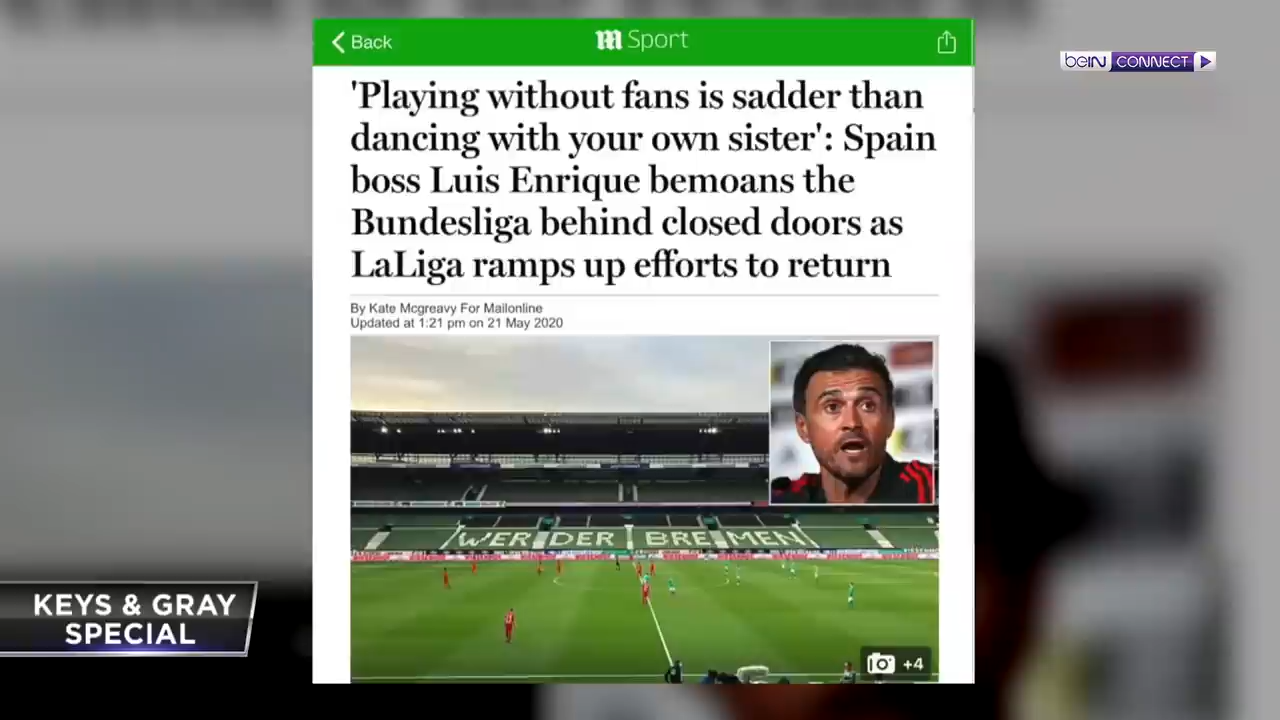 Back
m Sport
beIN CONNECT
'Playing without fans is sadder than
dancing with your own sister': Spain
boss Luis Enrique bemoans the
Bundesliga behind closed doors as
LaLiga ramps up efforts to return
By Kate Mcgreavy For Mailonline
Updated at 1:21 pm on 21 May 2020
WERDER BREMEN
KEYS & GRAY
SPECIAL
+4